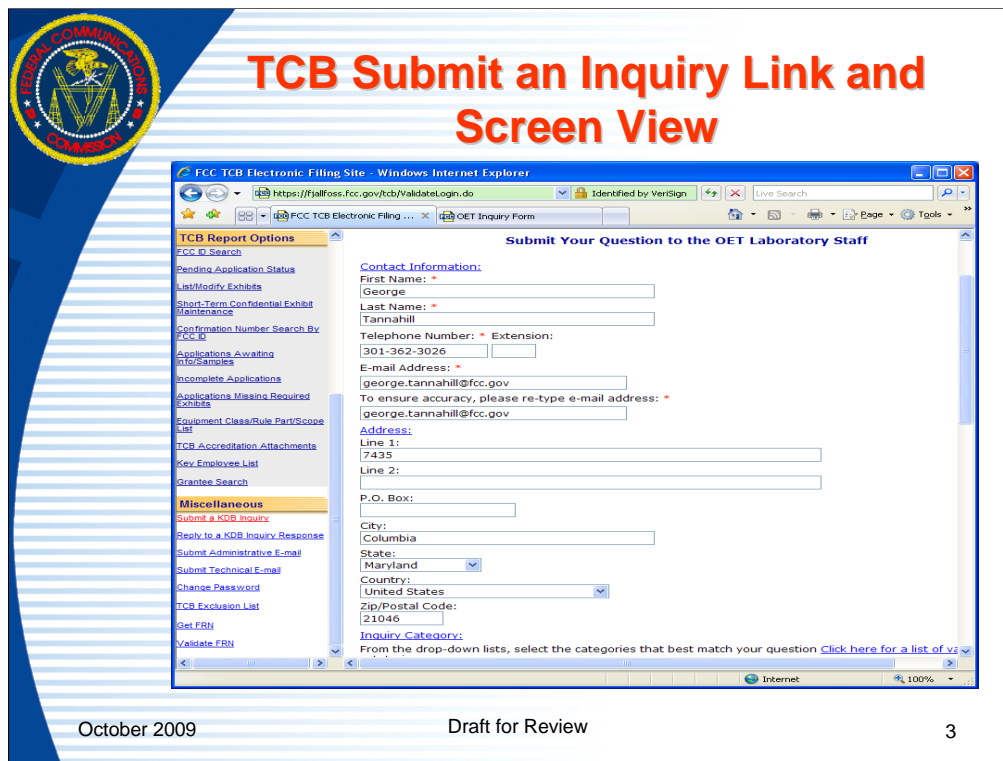 FEDERAL COMMUNICATIONS COMMISSION
TCB Submit an Inquiry Link and
Screen View
FCC TCB Electronic Filing Site - Windows Internet Explorer
https://fjallfoss.fcc.gov/tcb/ValidateLogin.do
Identified by VeriSign
Live Search
FCC TCB Electronic Filing ...
OET Inquiry Form
Page
Tools
TCB Report Options
FCC ID Search
Pending Application Status
List/Modify Exhibits
Short-Term Confidential Exhibit
Maintenance
Confirmation Number Search By
FCC ID
Applications Awaiting
Info/Samples
Incomplete Applications
Applications Missing Required
Exhibits
Equipment Class/Rule Part/Scope
List
TCB Accreditation Attachments
Key Employee List
Grantee Search
Miscellaneous
Submit a KDB Inquiry
Reply to a KDB Inquiry Response
Submit Administrative E-mail
Submit Technical E-mail
Change Password
TCB Exclusion List
Get FRN
Validate FRN
Submit Your Question to the OET Laboratory Staff
Contact Information:
First Name: *
George
Last Name: *
Tannahill
Telephone Number: * Extension:
301-362-3026
E-mail Address: *
george.tannahill@fcc.gov
To ensure accuracy, please re-type e-mail address: *
george.tannahill@fcc.gov
Address:
Line 1:
7435
Line 2:
P.O. Box:
City:
Columbia
State:
Maryland
Country:
United States
Zip/Postal Code:
21046
Inquiry Category:
From the drop-down lists, select the categories that best match your question Click here for a list of va
Internet
100%
October 2009
Draft for Review
3